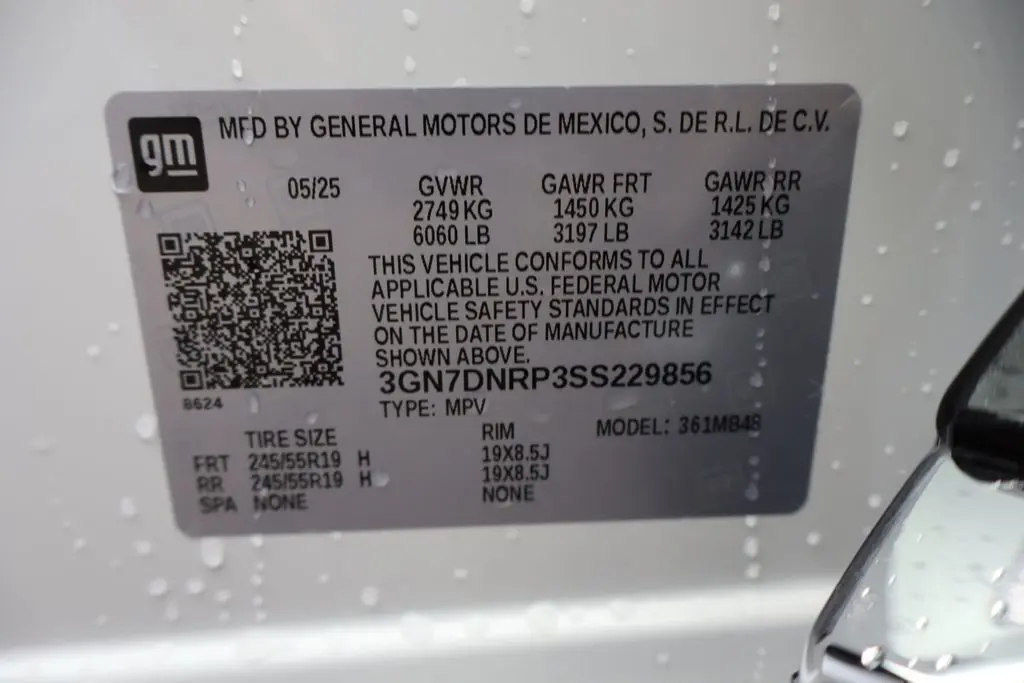 gm
MFD BY GENERAL MOTORS DE MEXICO, S. DE R.L. DE C.V.
05/25 GVWR GAWR FRT GAWR RR
2749 KG 1450 KG 1425 KG
6060 LB 3197 LB 3142 LB
THIS VEHICLE CONFORMS TO ALL
APPLICABLE U.S. FEDERAL MOTOR
VEHICLE SAFETY STANDARDS IN EFFECT
ON THE DATE OF MANUFACTURE
SHOWN ABOVE.
3GN7DNRP3SS229856
8624
TYPE: MPV
TIRE SIZE RIM MODEL: 361MB48
FRT 245/55R19 H 19X8.5J
RR 245/55R19 H 19X8.5J
SPA NONE NONE